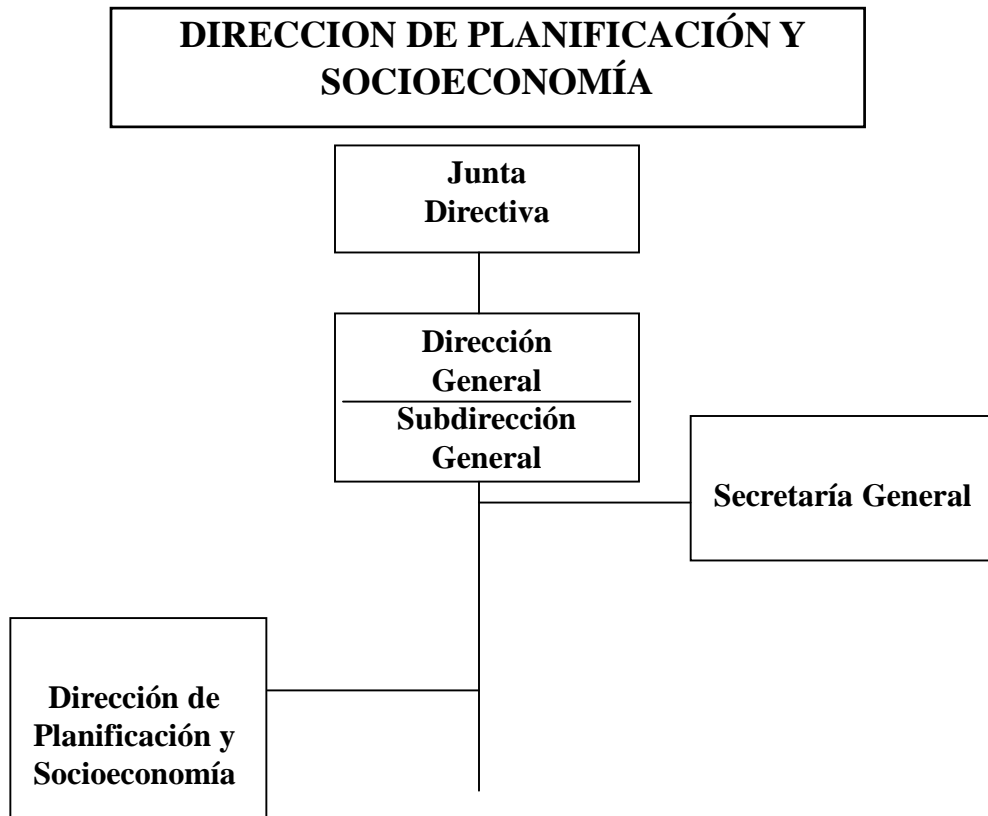 DIRECCION DE PLANIFICACIÓN Y
SOCIOECONOMÍA
Junta
Directiva
Dirección
General
Subdirección
General
Secretaría General
Dirección de
Planificación y
Socioeconomía